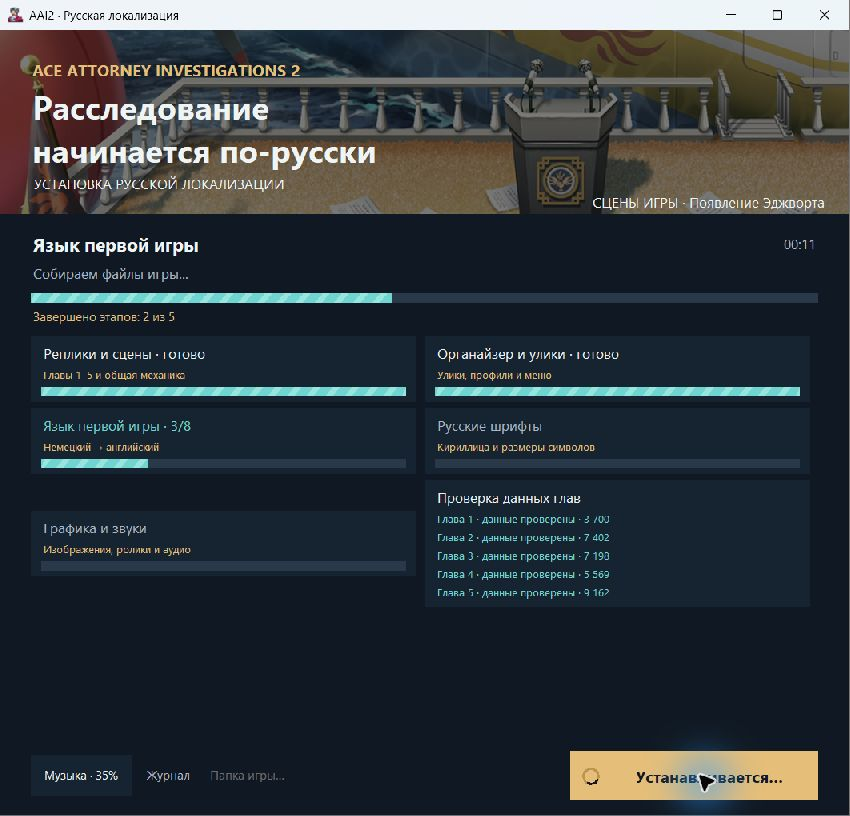 AAI2 · Русская локализация
ACE ATTORNEY INVESTIGATIONS 2
Расследование
начинается по-русски
УСТАНОВКА РУССКОЙ ЛОКАЛИЗАЦИИ
СЦЕНЫ ИГРЫ · Появление Эджворта
Язык первой игры
00:11
Собираем файлы игры...
Завершено этапов: 2 из 5
Реплики и сцены · готово
Главы 1–5 и общая механика
Органайзер и улики · готово
Улики, профили и меню
Язык первой игры · 3/8
Немецкий → английский
Русские шрифты
Кириллица и размеры символов
Графика и звуки
Изображения, ролики и аудио
Проверка данных глав
Глава 1 · данные проверены · 3 700
Глава 2 · данные проверены · 7 402
Глава 3 · данные проверены · 7 198
Глава 4 · данные проверены · 5 569
Глава 5 · данные проверены · 9 162
Музыка · 35%
Журнал
Папка игры...
Устанавливается...